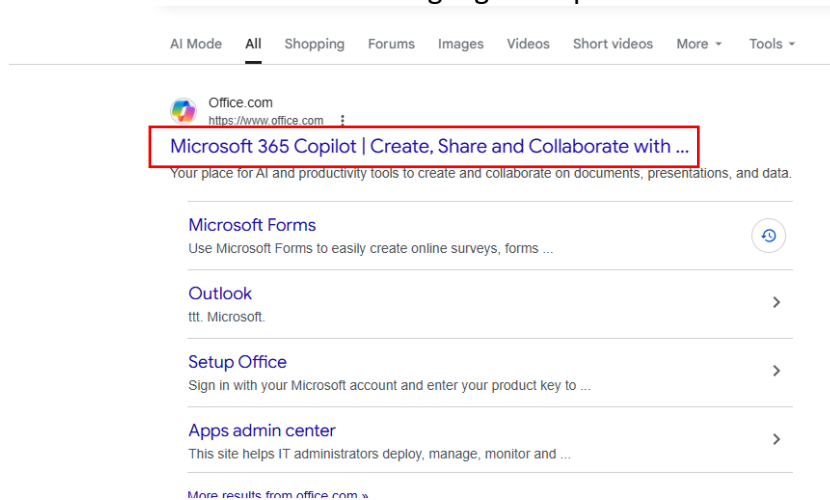 AI Mode All Shopping Forums Images Videos Short videos More Tools
Office.com
https://www.office.com
Microsoft 365 Copilot | Create, Share and Collaborate with ...
Your place for AI and productivity tools to create and collaborate on documents, presentations, and data.
Microsoft Forms
Use Microsoft Forms to easily create online surveys, forms ...
Outlook
ttt. Microsoft.
Setup Office
Sign in with your Microsoft account and enter your product key to ...
Apps admin center
This site helps IT administrators deploy, manage, monitor and ...
More results from office.com »